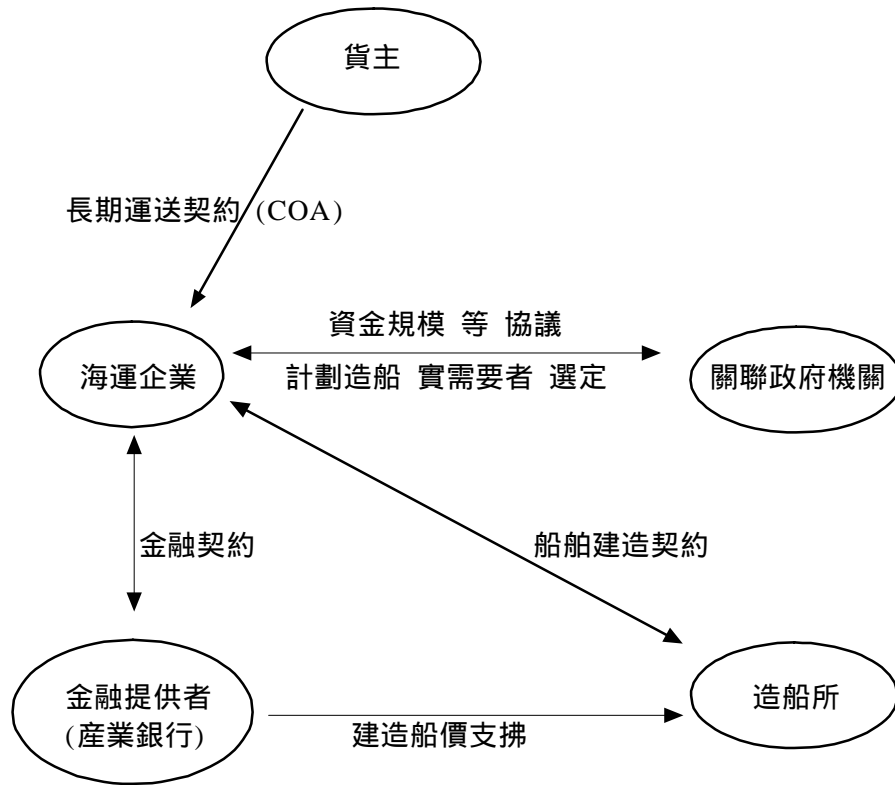 貨主
長期運送契約 (COA)
資金規模 等 協議
海運企業
計劃造船 實需要者 選定
關聯政府機關
金融契約
船舶建造契約
金融提供者
(産業銀行)
造船所
建造船價支拂